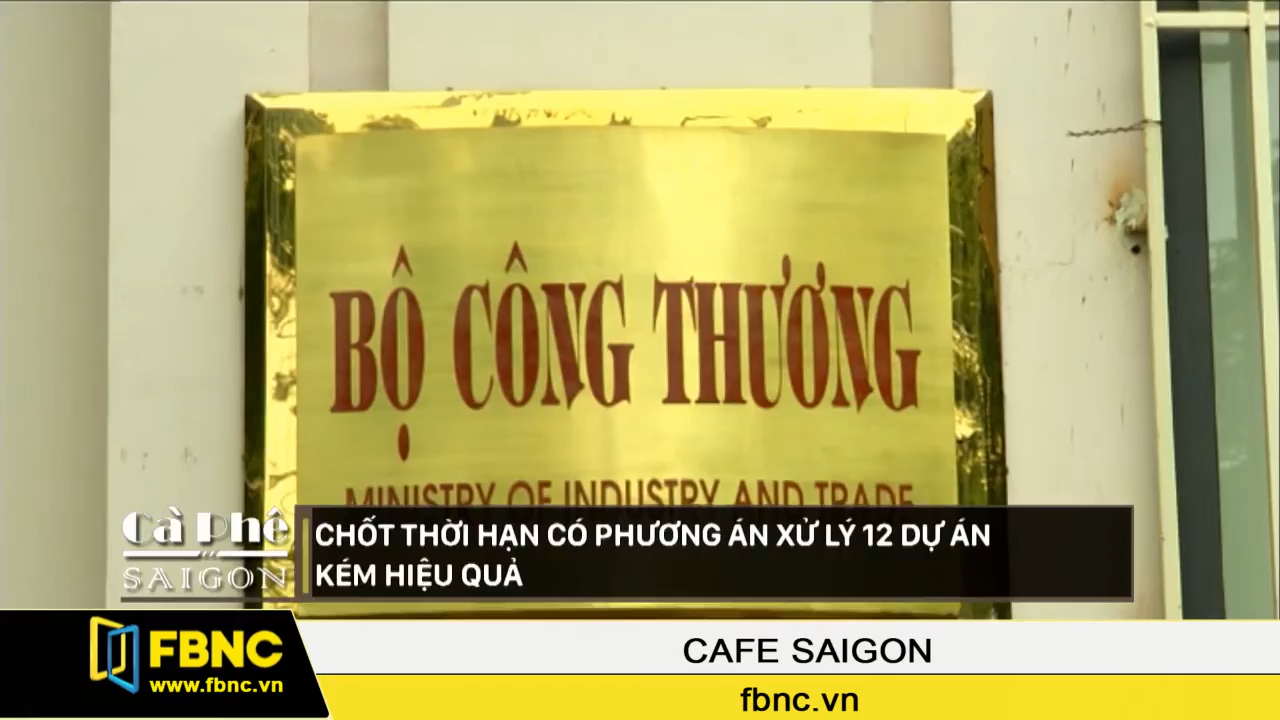 BỘ CÔNG THƯƠNG
MINISTRY OF INDUSTRY AND TRADE
Cà Phê
SAIGON
CHỐT THỜI HẠN CÓ PHƯƠNG ÁN XỬ LÝ 12 DỰ ÁN
KÉM HIỆU QUẢ
FBNC
www.fbnc.vn
CAFE SAIGON
fbnc.vn